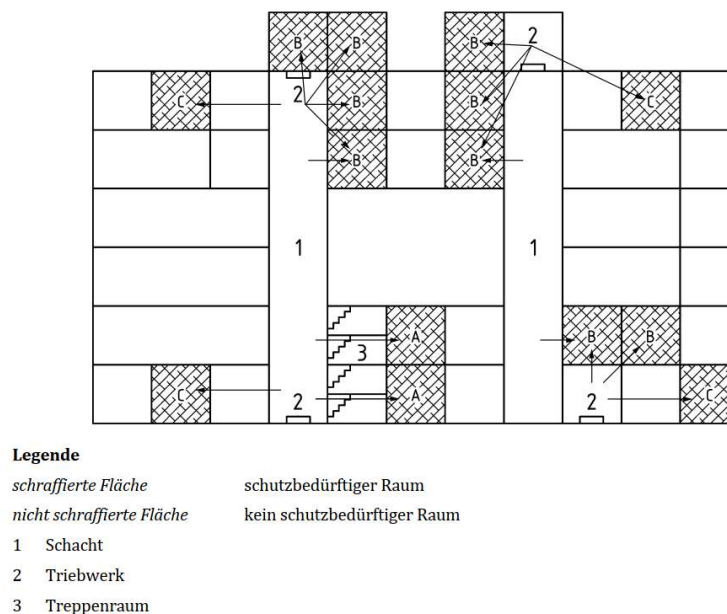 B B 2 B
C 2 B B C
B B
1 1
A B B
3
C 2 A 2 C
Legende
schraffierte Fläche schutzbedürftiger Raum
nicht schraffierte Fläche kein schutzbedürftiger Raum
1 Schacht
2 Triebwerk
3 Treppenraum